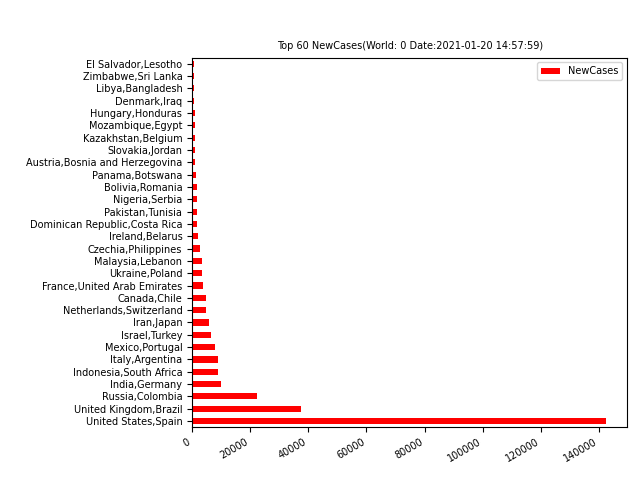 Top 60 NewCases(World: 0 Date:2021-01-20 14:57:59)
NewCases
El Salvador,Lesotho
Zimbabwe,Sri Lanka
Libya,Bangladesh
Denmark,Iraq
Hungary,Honduras
Mozambique,Egypt
Kazakhstan,Belgium
Slovakia,Jordan
Austria,Bosnia and Herzegovina
Panama,Botswana
Bolivia,Romania
Nigeria,Serbia
Pakistan,Tunisia
Dominican Republic,Costa Rica
Ireland,Belarus
Czechia,Philippines
Malaysia,Lebanon
Ukraine,Poland
France,United Arab Emirates
Canada,Chile
Netherlands,Switzerland
Iran,Japan
Israel,Turkey
Mexico,Portugal
Italy,Argentina
Indonesia,South Africa
India,Germany
Russia,Colombia
United Kingdom,Brazil
United States,Spain
0 20000 40000 60000 80000 100000 120000 140000